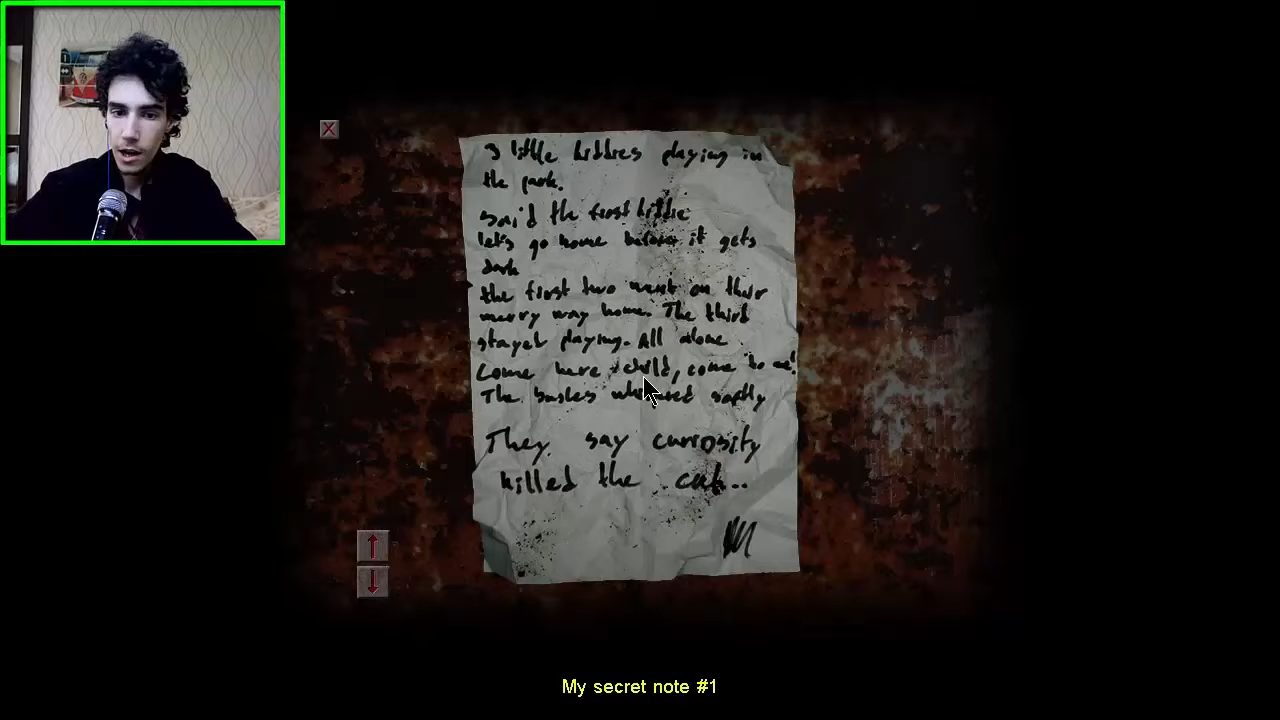 3 little kiddies playing in
the park.
said the first kiddie
let's go home before it gets
dark
the first two went on their
merry way home. The third
stayed playing. All alone
Come here child, come to me!
The bushes whispered softly
They say curiosity
killed the cat..
My secret note #1